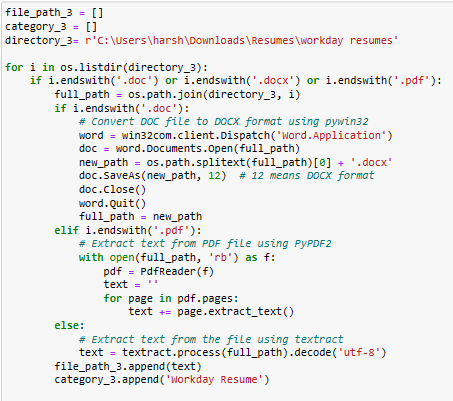 file_path_3 = []
category_3 = []
directory_3= r'C:\Users\harsh\Downloads\Resumes\workday resumes'

for i in os.listdir(directory_3):
    if i.endswith('.doc') or i.endswith('.docx') or i.endswith('.pdf'):
        full_path = os.path.join(directory_3, i)
        if i.endswith('.doc'):
            # Convert DOC file to DOCX format using pywin32
            word = win32com.client.Dispatch('Word.Application')
            doc = word.Documents.Open(full_path)
            new_path = os.path.splitext(full_path)[0] + '.docx'
            doc.SaveAs(new_path, 12)  # 12 means DOCX format
            doc.Close()
            word.Quit()
            full_path = new_path
        elif i.endswith('.pdf'):
            # Extract text from PDF file using PyPDF2
            with open(full_path, 'rb') as f:
                pdf = PdfReader(f)
                text = ''
                for page in pdf.pages:
                    text += page.extract_text()
        else:
            # Extract text from the file using textract
            text = textract.process(full_path).decode('utf-8')
        file_path_3.append(text)
        category_3.append('Workday Resume')